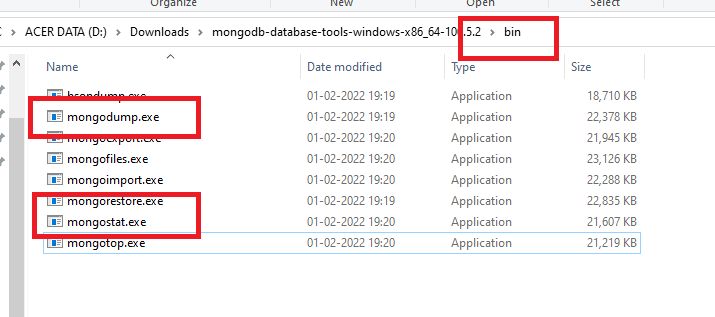 Organize New Open Select
ACER DATA (D:) > Downloads > mongodb-database-tools-windows-x86_64-100.5.2 > bin
Name Date modified Type Size
bsondump.exe 01-02-2022 19:19 Application 18,710 KB
mongodump.exe 01-02-2022 19:19 Application 22,378 KB
mongoexport.exe 01-02-2022 19:20 Application 21,945 KB
mongofiles.exe 01-02-2022 19:20 Application 23,126 KB
mongoimport.exe 01-02-2022 19:20 Application 22,288 KB
mongorestore.exe 01-02-2022 19:19 Application 22,835 KB
mongostat.exe 01-02-2022 19:20 Application 21,607 KB
mongotop.exe 01-02-2022 19:20 Application 21,219 KB